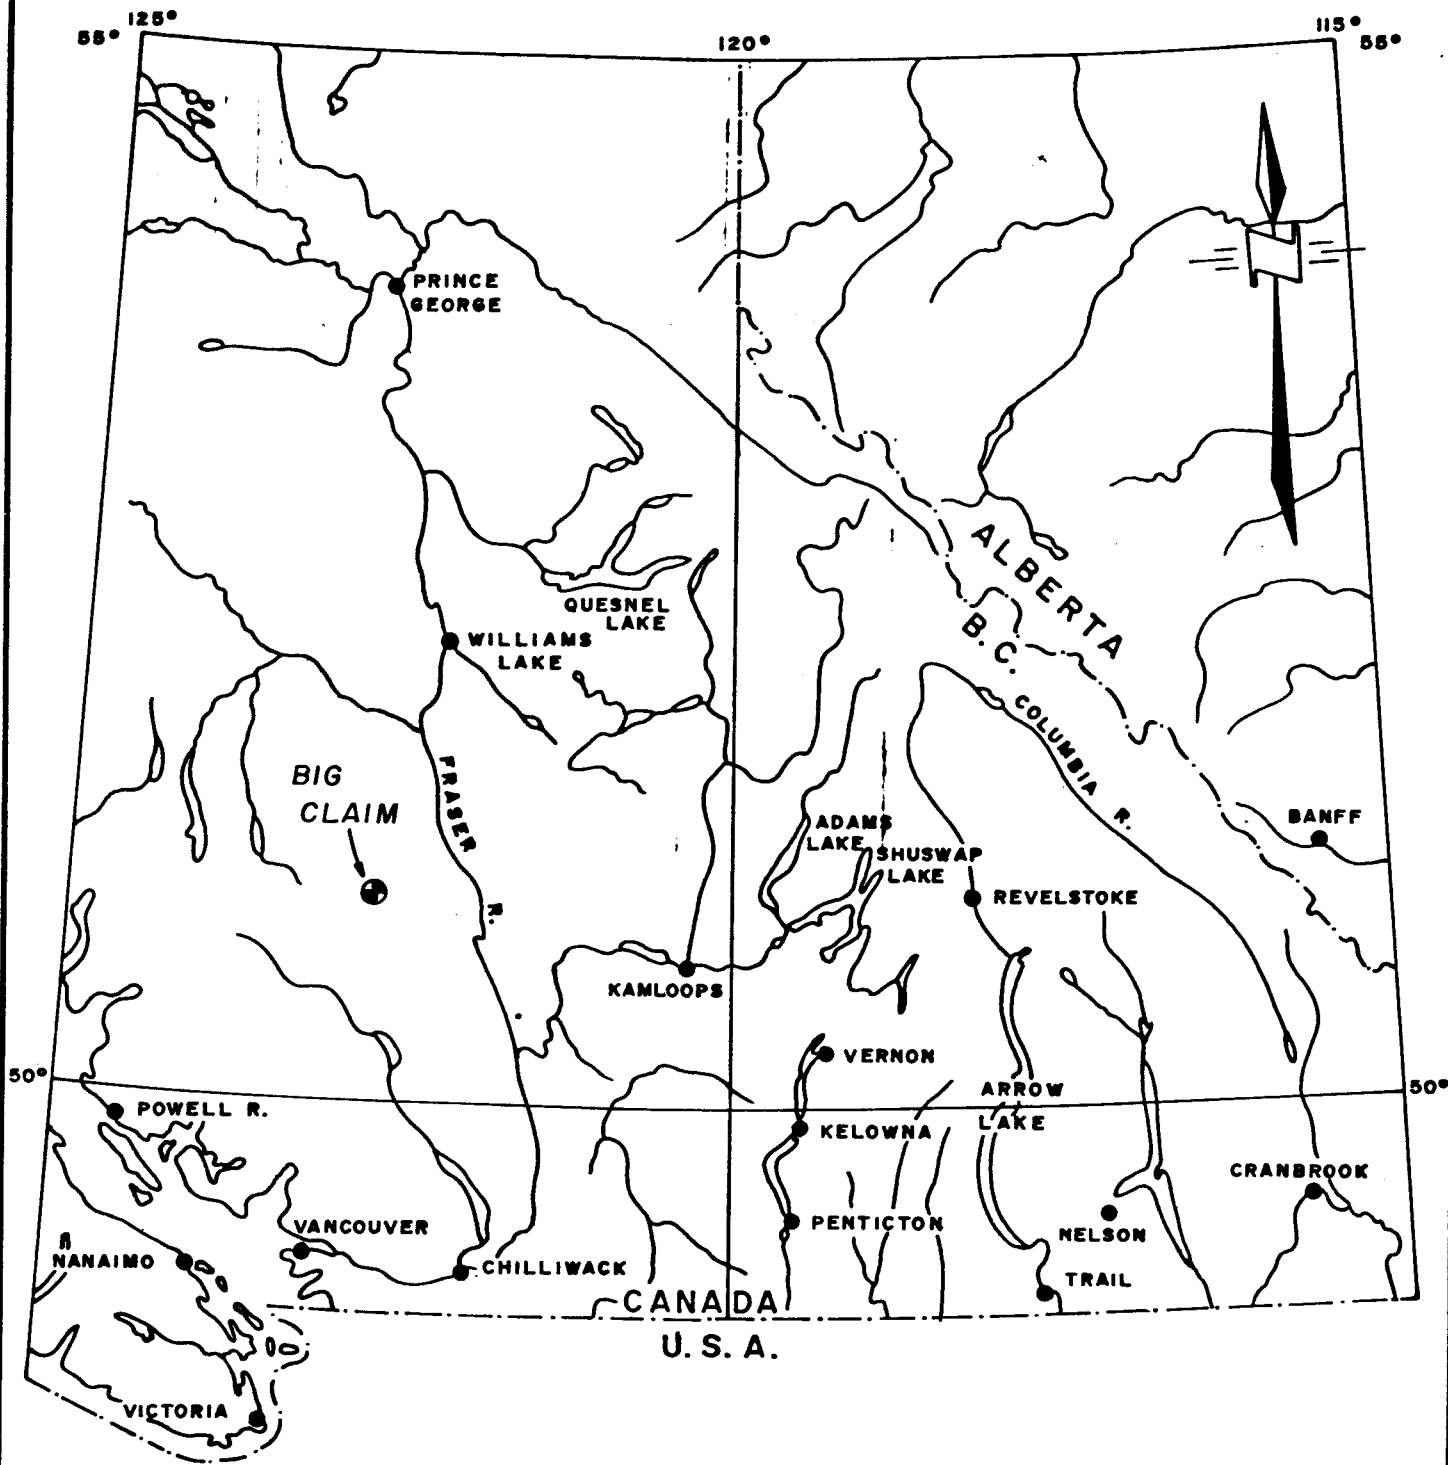 125°
55°
120°
115°
55°
PRINCE
GEORGE
QUESNEL
LAKE
WILLIAMS
LAKE
ALBERTA
B.C.
COLUMBIA R.
FRASER R.
BIG
CLAIM
ADAMS
LAKE
SHUSWAP
LAKE
BANFF
REVELSTOKE
KAMLOOPS
50°
VERNON
ARROW
LAKE
50°
POWELL R.
KELOWNA
CRANBROOK
VANCOUVER
PENTICTON
NELSON
NANAIMO
CHILLIWACK
TRAIL
CANADA
U.S.A.
VICTORIA